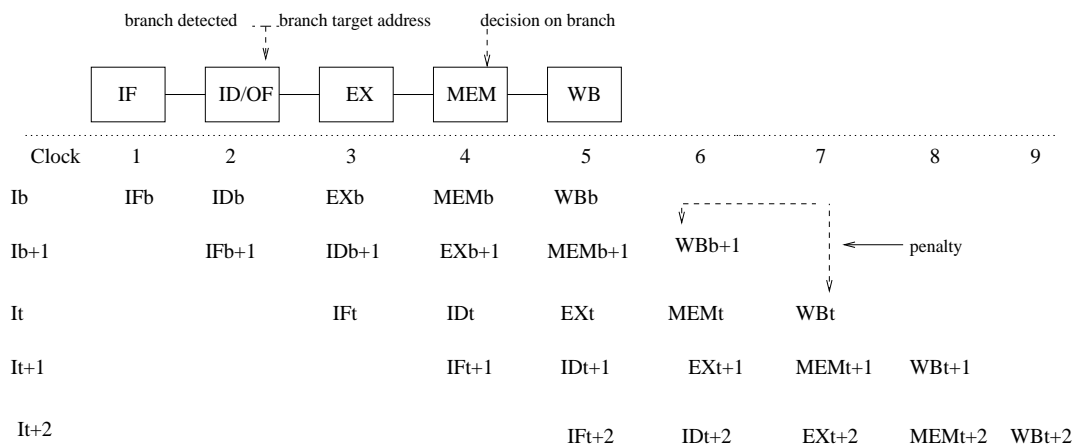 branch detected branch target address decision on branch
IF ID/OF EX MEM WB
Clock 1 2 3 4 5 6 7 8 9
Ib IFb IDb EXb MEMb WBb
Ib+1 IFb+1 IDb+1 EXb+1 MEMb+1 WBb+1 penalty
It IFt IDt EXt MEMt WBt
It+1 IFt+1 IDt+1 EXt+1 MEMt+1 WBt+1
It+2 IFt+2 IDt+2 EXt+2 MEMt+2 WBt+2